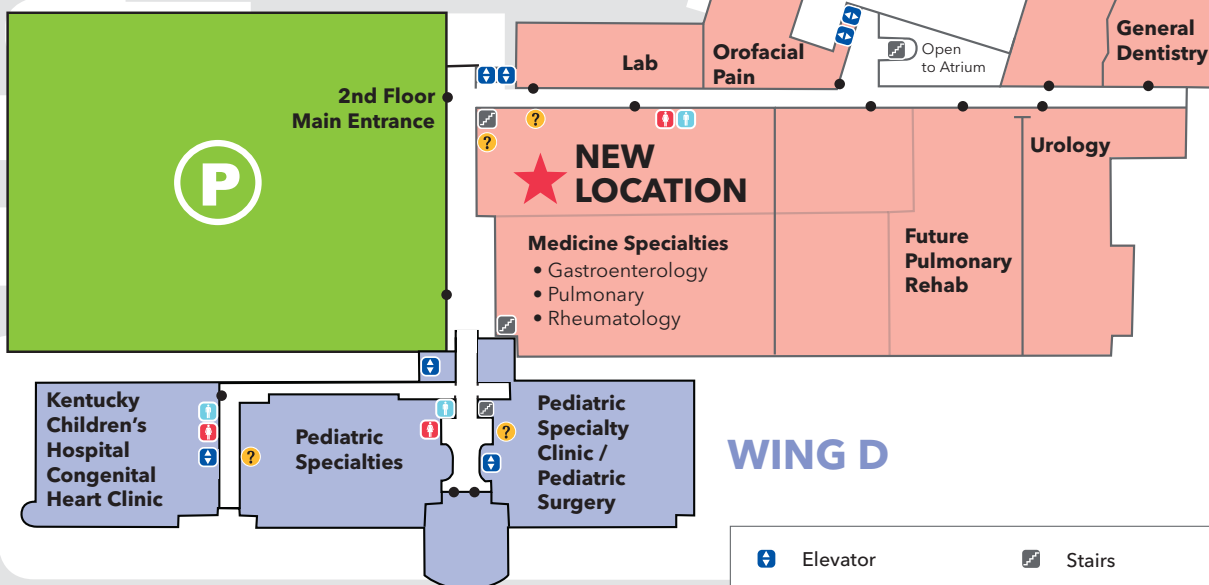 General
Dentistry
Lab
Orofacial
Pain
Open
to Atrium
2nd Floor
Main Entrance
?
?
P
NEW
LOCATION
Urology
Medicine Specialties
• Gastroenterology
• Pulmonary
• Rheumatology
Future
Pulmonary
Rehab
Kentucky
Children's
Hospital
Congenital
Heart Clinic
?
Pediatric
Specialties
?
Pediatric
Specialty
Clinic /
Pediatric
Surgery
WING D
Elevator
Stairs